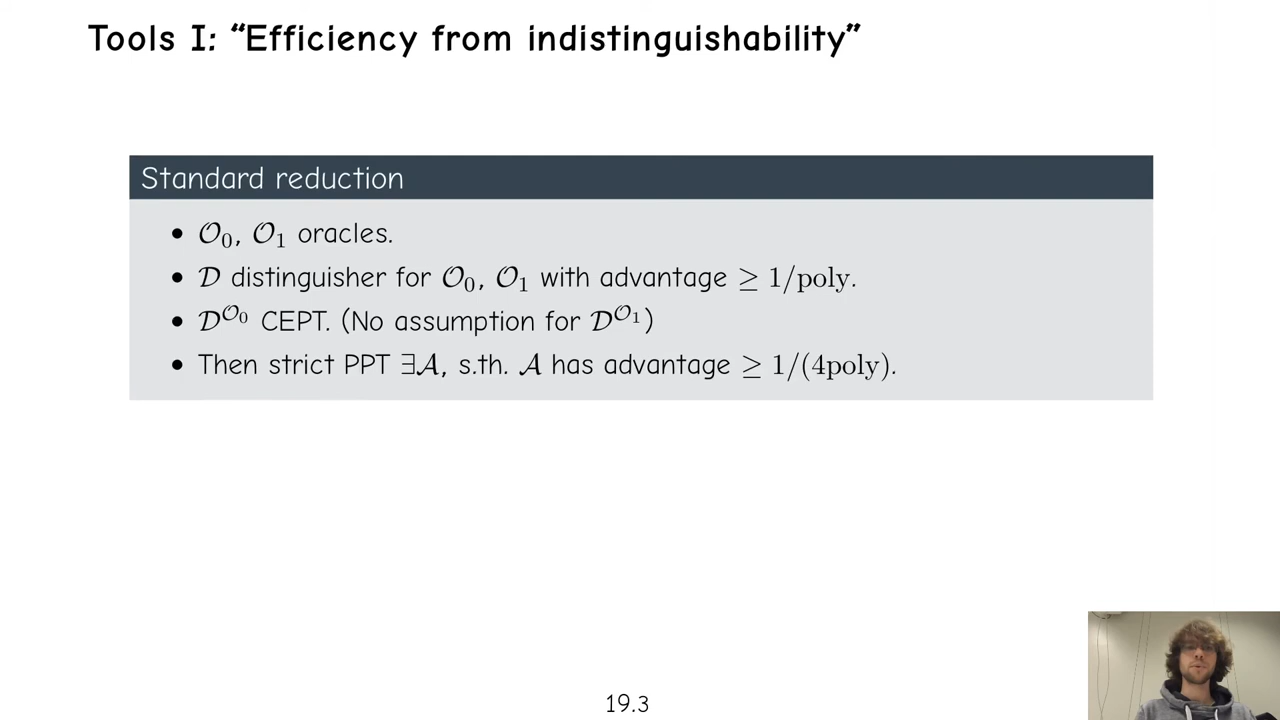 Tools I: “Efficiency from indistinguishability”
Standard reduction
• 𝒪₀, 𝒪₁ oracles.
• 𝒟 distinguisher for 𝒪₀, 𝒪₁ with advantage ≥ 1/poly.
• 𝒟^𝒪₀ CEPT. (No assumption for 𝒟^𝒪₁)
• Then strict PPT ∃𝒜, s.th. 𝒜 has advantage ≥ 1/(4poly).
19.3